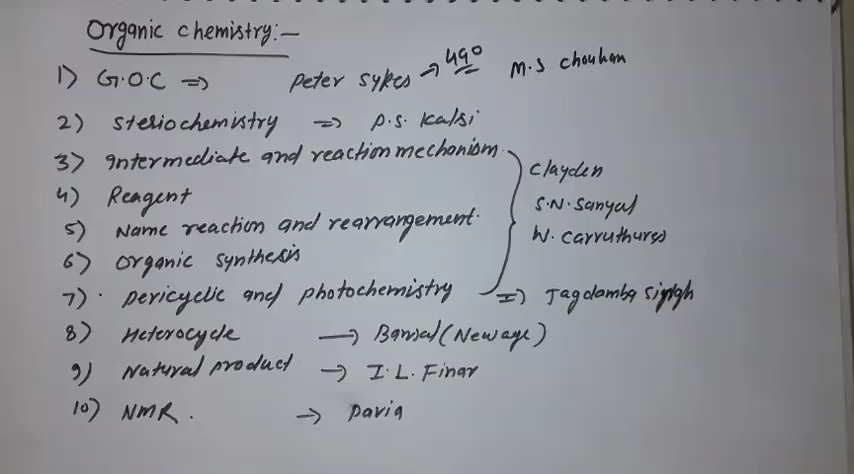 Organic chemistry:-
1) G.O.C => Peter Sykes → 490 M.S chouhan
2) Steriochemistry => P.S. Kalsi
3) Intermediate and reaction mechanism. Clayden
4) Reagent S.N. Sanyal
5) Name reaction and rearrangement. W. Carruthures
6) Organic synthesis
7) Pericyclic and photochemistry => Jagdamba Singh
8) Heterocycle → Bansal (New age)
9) Natural product → I.L. Finar
10) NMR. → Pavia